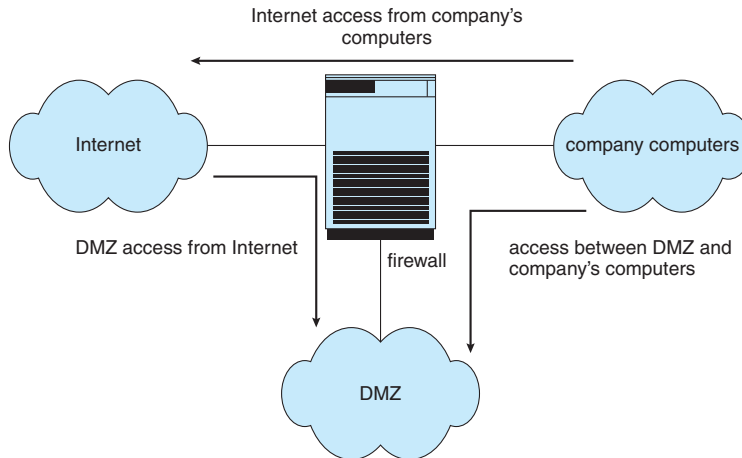 Internet access from company’s
computers
Internet
company computers
DMZ access from Internet
firewall
access between DMZ and
company’s computers
DMZ